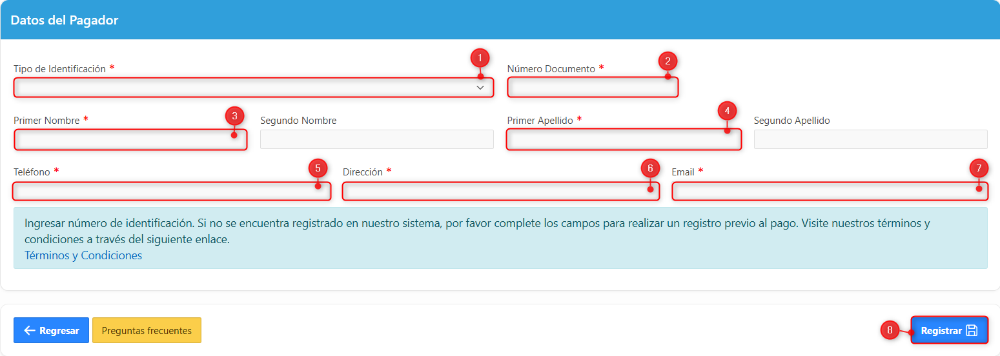 Datos del Pagador
1
2
Tipo de Identificación *
Número Documento *
3
4
Primer Nombre *
Segundo Nombre
Primer Apellido *
Segundo Apellido
5
6
7
Teléfono *
Dirección *
Email *
Ingresar número de identificación. Si no se encuentra registrado en nuestro sistema, por favor complete los campos para realizar un registro previo al pago. Visite nuestros términos y
condiciones a través del siguiente enlace.
Términos y Condiciones
Regresar
Preguntas frecuentes
8
Registrar